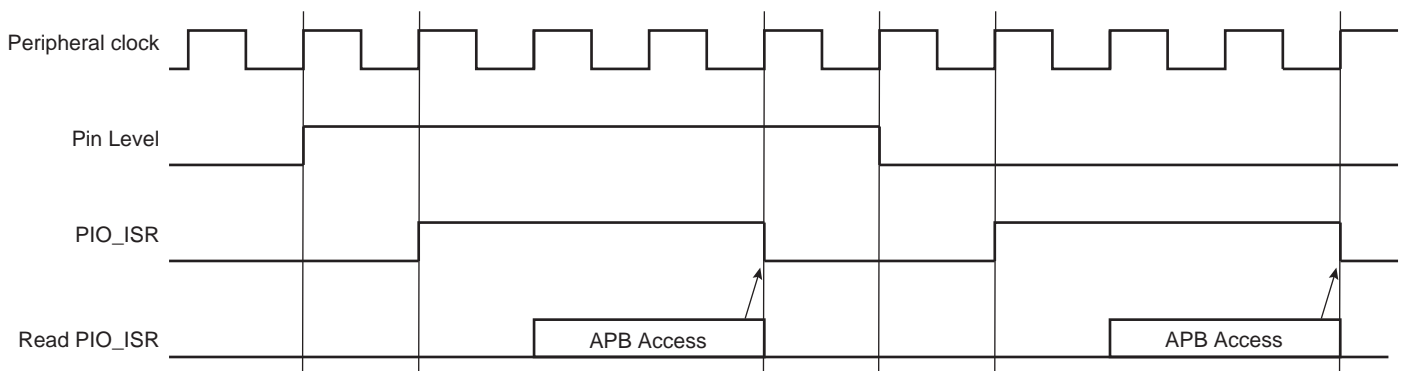 Peripheral clock
Pin Level
PIO_ISR
Read PIO_ISR
APB Access
APB Access